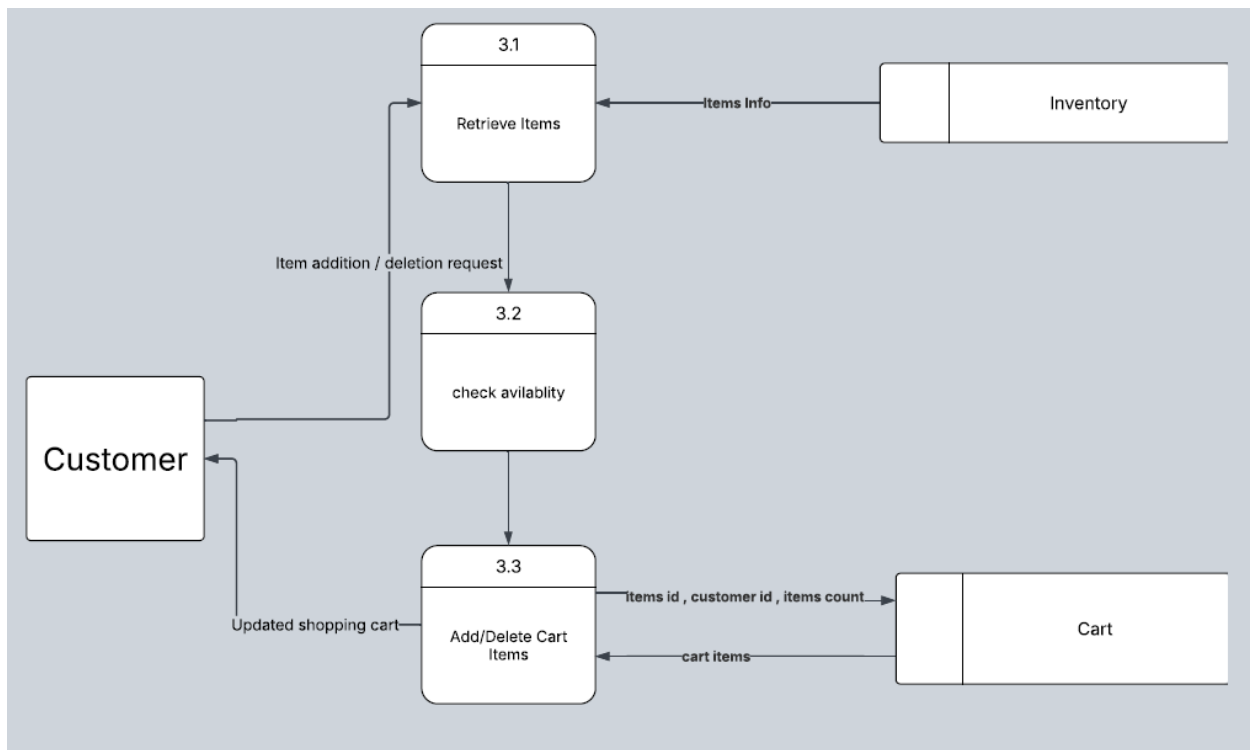 3.1
Retrieve Items
Items Info
Inventory
Item addition / deletion request
3.2
check avilablity
Customer
3.3
Add/Delete Cart
Items
items id , customer id , items count
Cart
Updated shopping cart
cart items